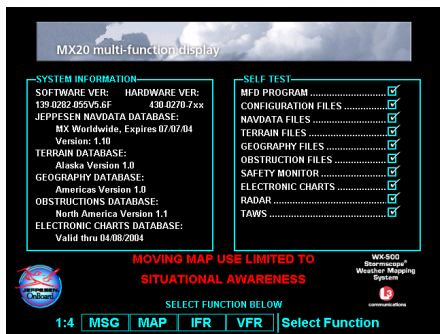 MX20 multi-function display
SYSTEM INFORMATION
SOFTWARE VER: HARDWARE VER:
139-0282-055V5.6F 430-0270-7xx
JEPPESEN NAVDATA DATABASE:
MX Worldwide, Expires 07/07/04
Version: 1.10
TERRAIN DATABASE:
Alaska Version 1.0
GEOGRAPHY DATABASE:
Americas Version 1.0
OBSTRUCTIONS DATABASE:
North America Version 1.1
ELECTRONIC CHARTS DATABASE:
Valid thru 04/08/2004
SELF TEST
MFD PROGRAM
CONFIGURATION FILES
NAVDATA FILES
TERRAIN FILES
GEOGRAPHY FILES
OBSTRUCTION FILES
SAFETY MONITOR
ELECTRONIC CHARTS
RADAR
TAWS
MOVING MAP USE LIMITED TO
SITUATIONAL AWARENESS
JEPPESEN
OnBoard
WX-500
Stormscope®
Weather Mapping
System
communications
SELECT FUNCTION BELOW
1:4 MSG MAP IFR VFR Select Function